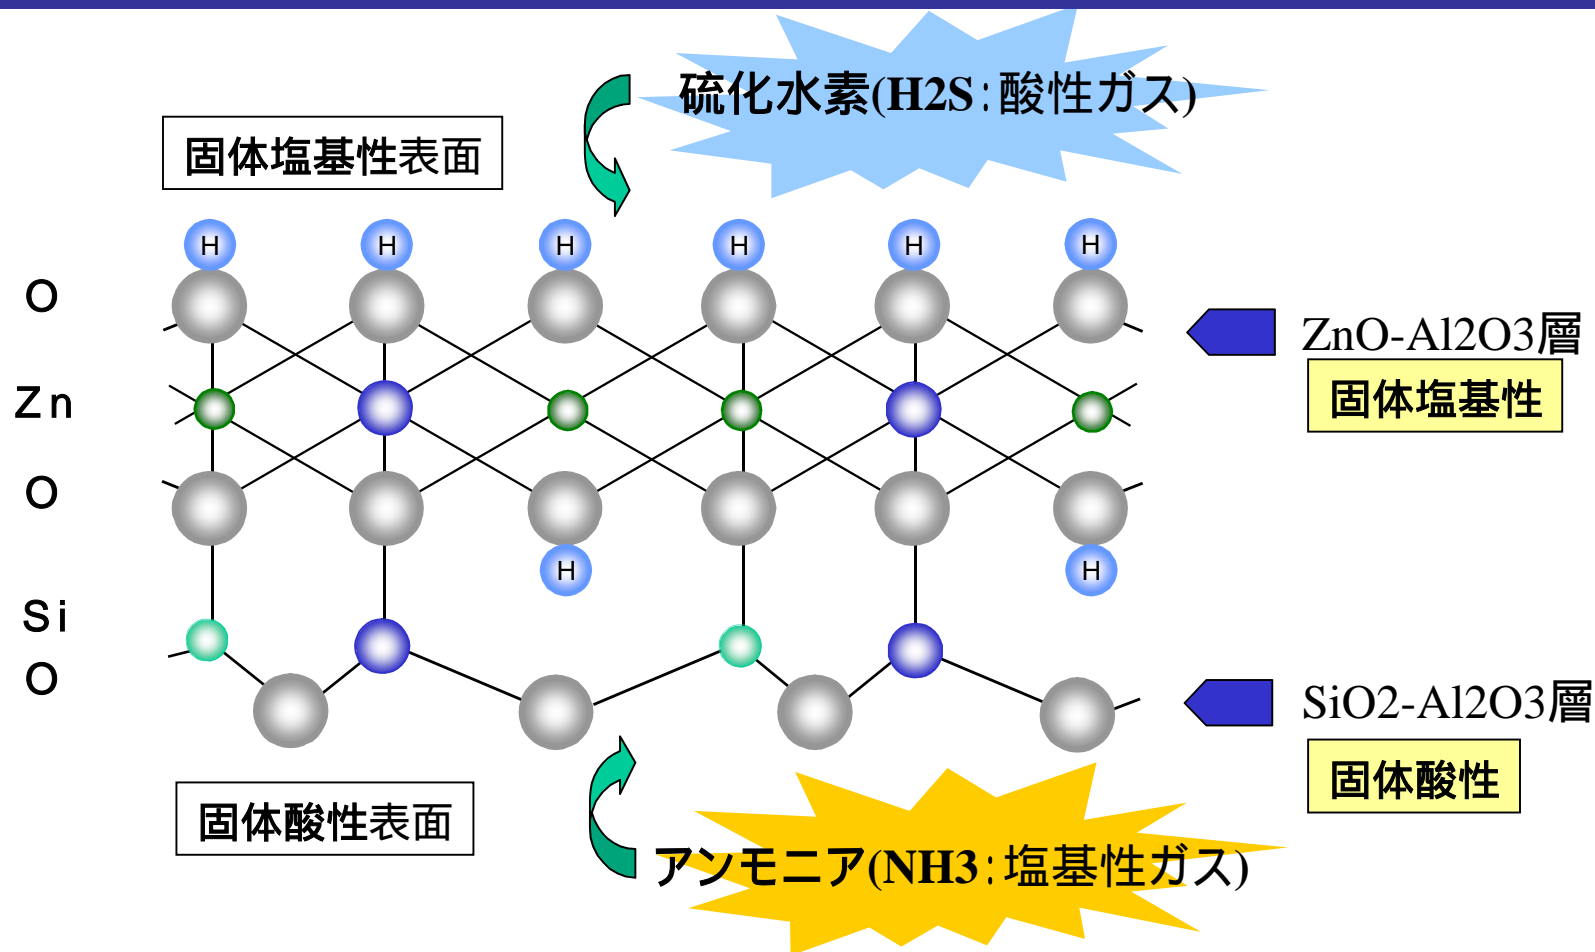 硫化水素(H2S:酸性ガス)
固体塩基性表面
H H H H H H
O
ZnO-Al2O3層
Zn
固体塩基性
O
H H
Si
O
SiO2-Al2O3層
固体酸性
固体酸性表面
アンモニア(NH3:塩基性ガス)